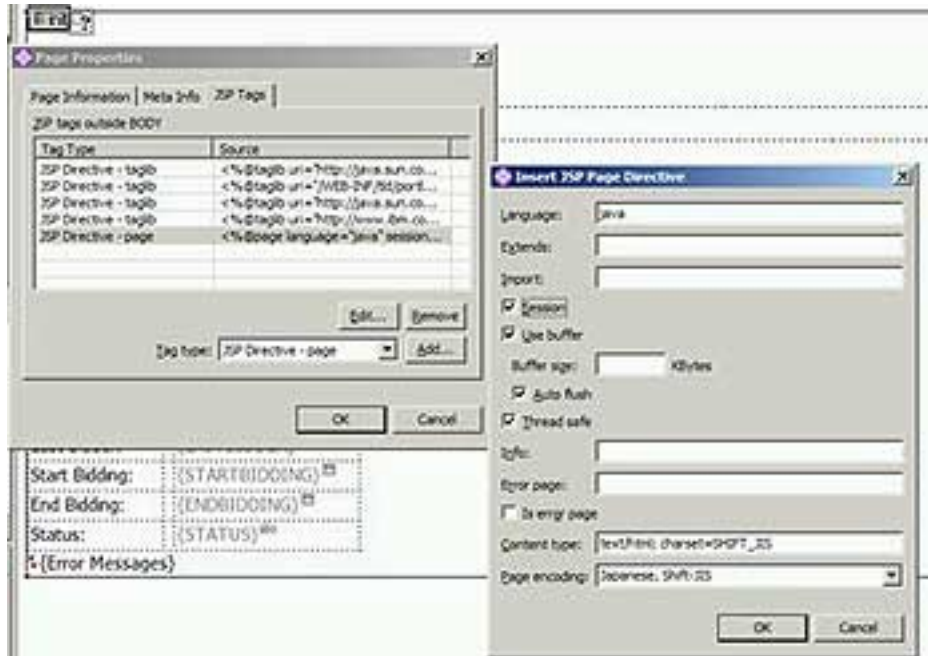 Page Properties
Page Information
Meta Info
JSP Tags
JSP tags outside BODY
Tag Type Source
JSP Directive - taglib <%@taglib uri="http://java.sun.co...
JSP Directive - taglib <%@taglib uri="/WEB-INF/tld/portl...
JSP Directive - taglib <%@taglib uri="http://java.sun.co...
JSP Directive - taglib <%@taglib uri="http://www.ibm.co...
JSP Directive - page <%@page language="java" session...
Edit... Remove
Tag type: JSP Directive - page Add...
OK Cancel
Start Bidding: {STARTBIDDING}
End Bidding: {ENDBIDDING}
Status: {STATUS}
{Error Messages}
Insert JSP Page Directive
Language: java
Extends:
Import:
Session
Use buffer
Buffer size: KBytes
Auto flush
Thread safe
Info:
Error page:
Is error page
Content type: text/html; charset=SHIFT_JIS
Page encoding: Japanese, Shift-JIS
OK Cancel